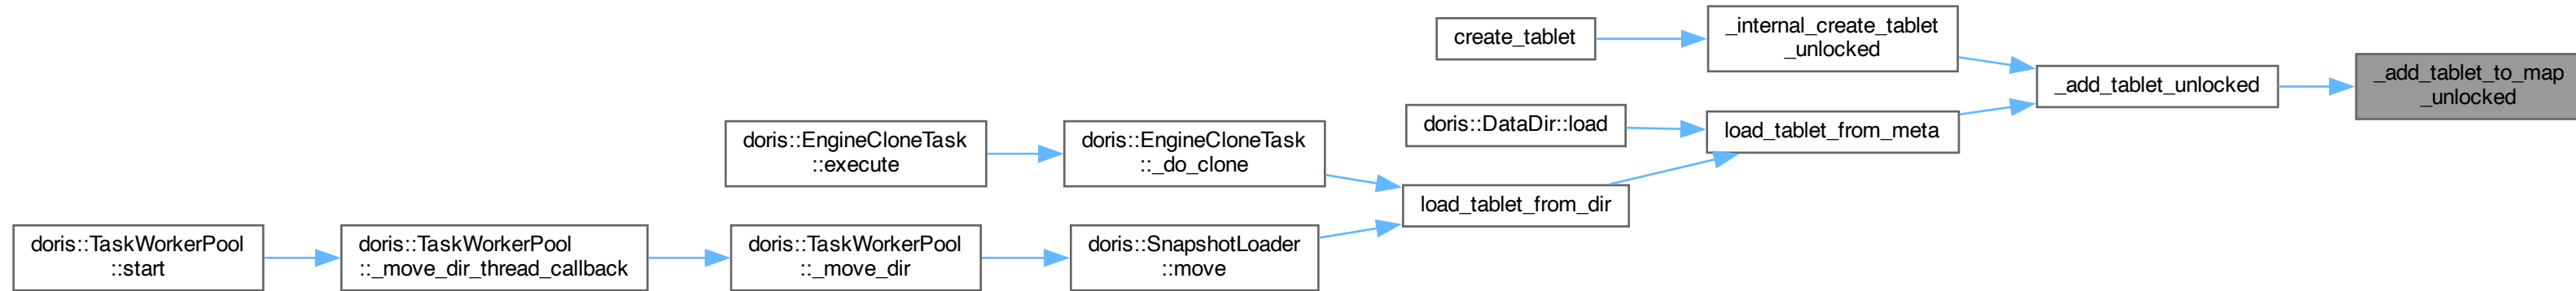 create_tablet
_internal_create_tablet
_unlocked
_add_tablet_to_map
_unlocked
_add_tablet_unlocked
doris::DataDir::load
load_tablet_from_meta
doris::EngineCloneTask
::execute
doris::EngineCloneTask
::_do_clone
load_tablet_from_dir
doris::TaskWorkerPool
::start
doris::TaskWorkerPool
::_move_dir_thread_callback
doris::TaskWorkerPool
::_move_dir
doris::SnapshotLoader
::move